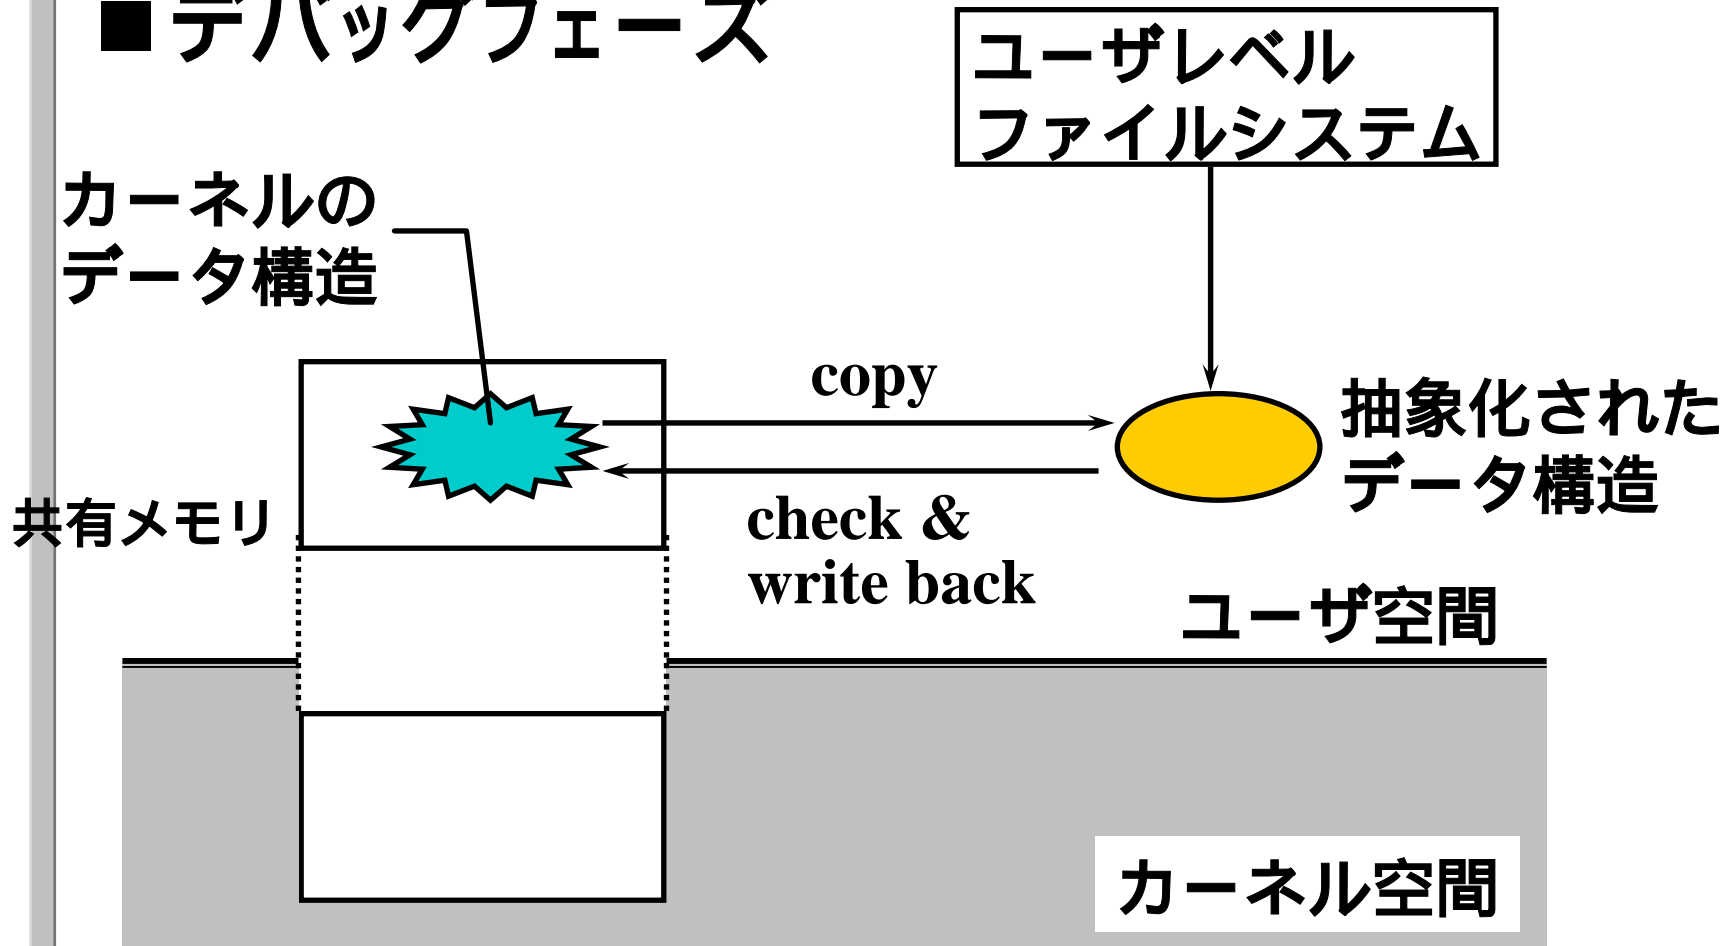 ■デバッグフェーズ
ユーザレベル
ファイルシステム
カーネルの
データ構造
copy
抽象化された
データ構造
共有メモリ
check &
write back
ユーザ空間
カーネル空間